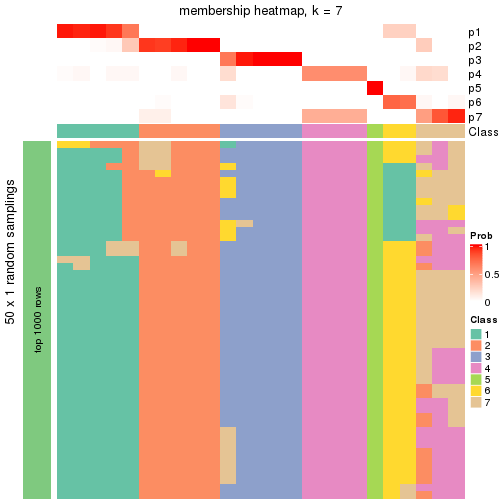 membership heatmap, k = 7
p1
p2
p3
p4
p5
p6
p7
Class
50 x 1 random samplings
top 1000 rows
Prob
1
0.5
0
Class
1
2
3
4
5
6
7